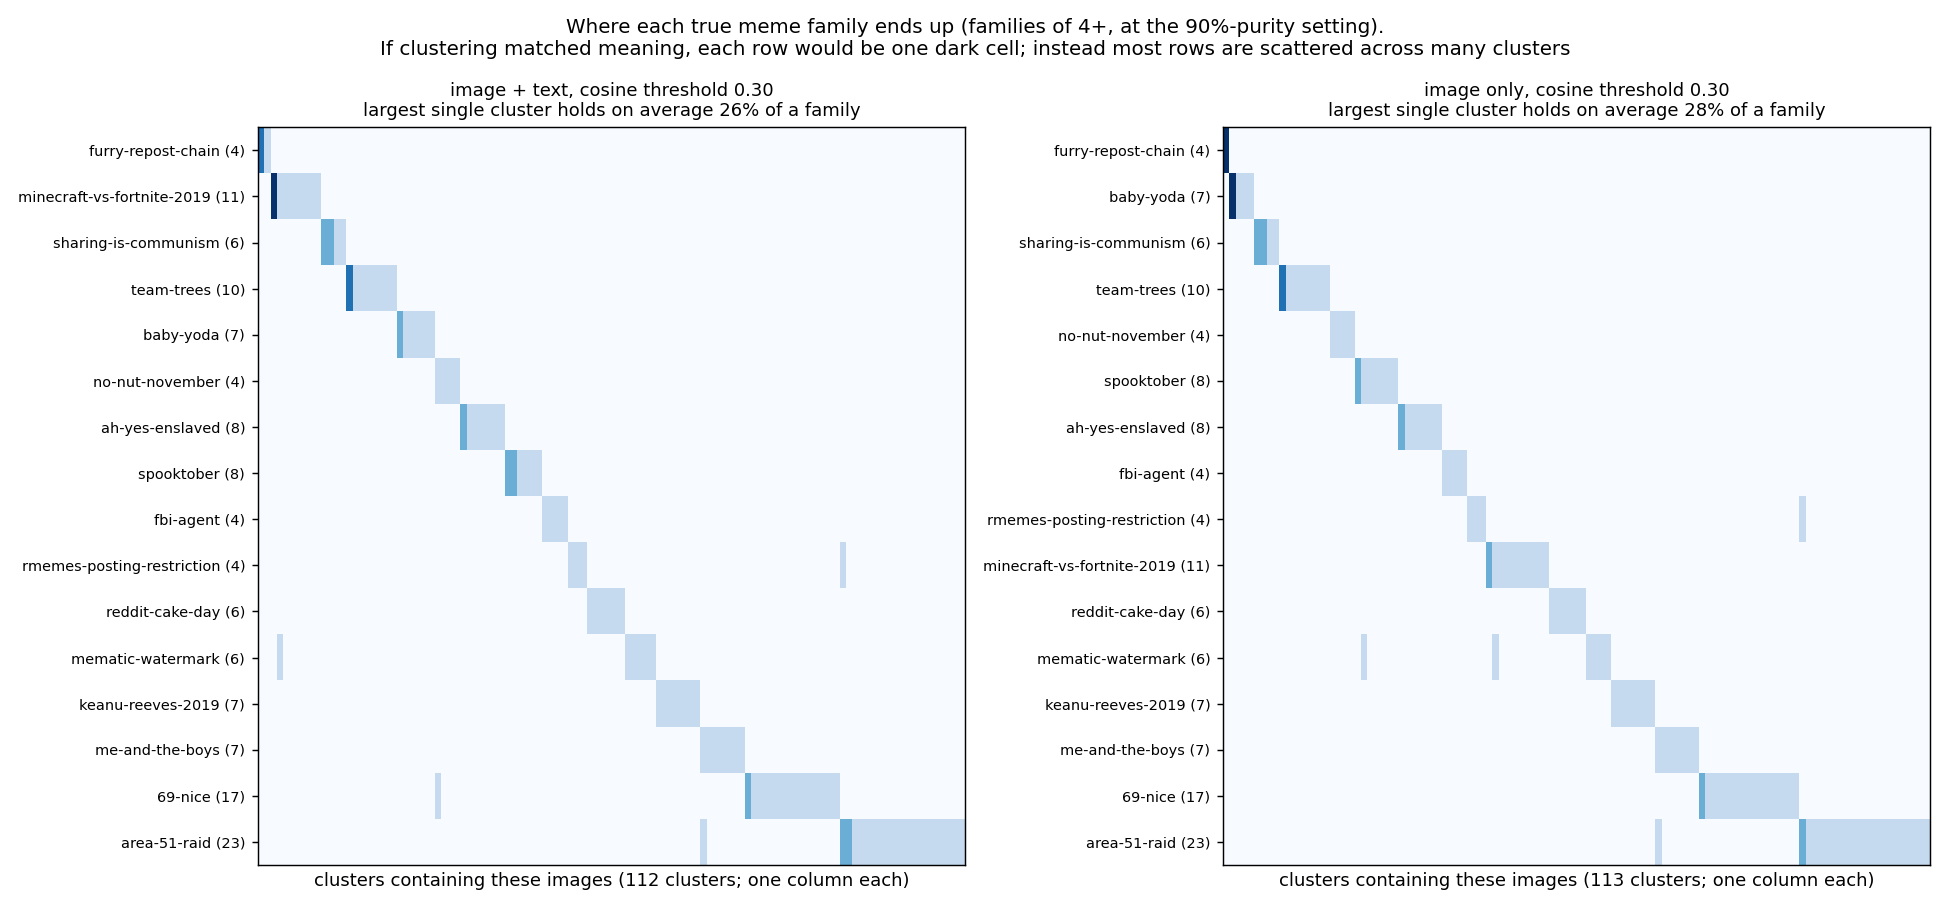 Where each true meme family ends up (families of 4+, at the 90%-purity setting).
If clustering matched meaning, each row would be one dark cell; instead most rows are scattered across many clusters
image + text, cosine threshold 0.30
largest single cluster holds on average 26% of a family
furry-repost-chain (4)
minecraft-vs-fortnite-2019 (11)
sharing-is-communism (6)
team-trees (10)
baby-yoda (7)
no-nut-november (4)
ah-yes-enslaved (8)
spooktober (8)
fbi-agent (4)
rmemes-posting-restriction (4)
reddit-cake-day (6)
mematic-watermark (6)
keanu-reeves-2019 (7)
me-and-the-boys (7)
69-nice (17)
area-51-raid (23)
clusters containing these images (112 clusters; one column each)
image only, cosine threshold 0.30
largest single cluster holds on average 28% of a family
furry-repost-chain (4)
baby-yoda (7)
sharing-is-communism (6)
team-trees (10)
no-nut-november (4)
spooktober (8)
ah-yes-enslaved (8)
fbi-agent (4)
rmemes-posting-restriction (4)
minecraft-vs-fortnite-2019 (11)
reddit-cake-day (6)
mematic-watermark (6)
keanu-reeves-2019 (7)
me-and-the-boys (7)
69-nice (17)
area-51-raid (23)
clusters containing these images (113 clusters; one column each)